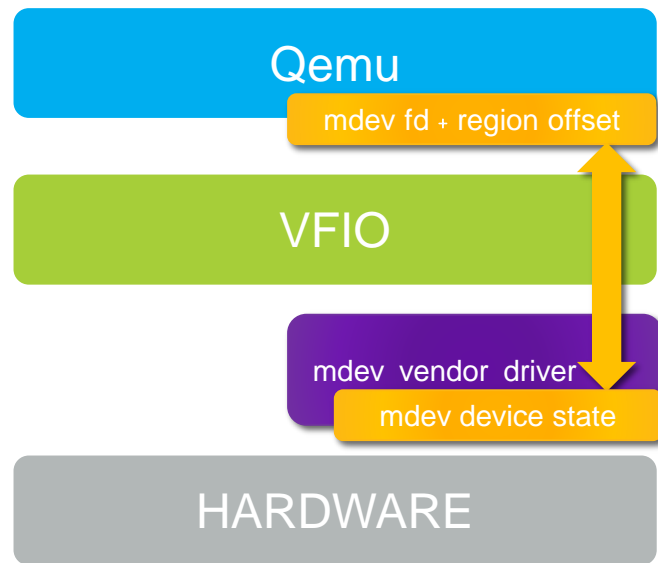 Qemu
mdev fd + region offset
VFIO
mdev vendor driver
mdev device state
HARDWARE